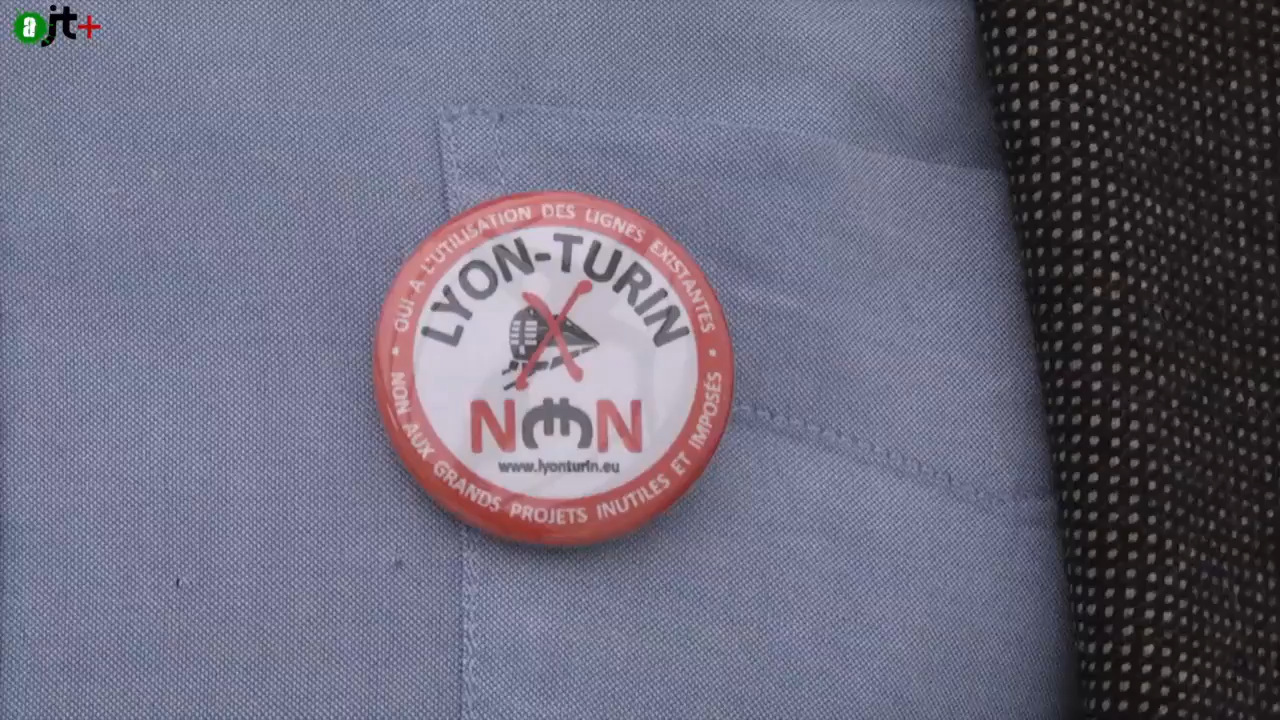 ajt+
OUI A L'UTILISATION DES LIGNES EXISTANTES
LYON-TURIN
N€N
www.lyonturin.eu
NON AUX GRANDS PROJETS INUTILES ET IMPOSÉS